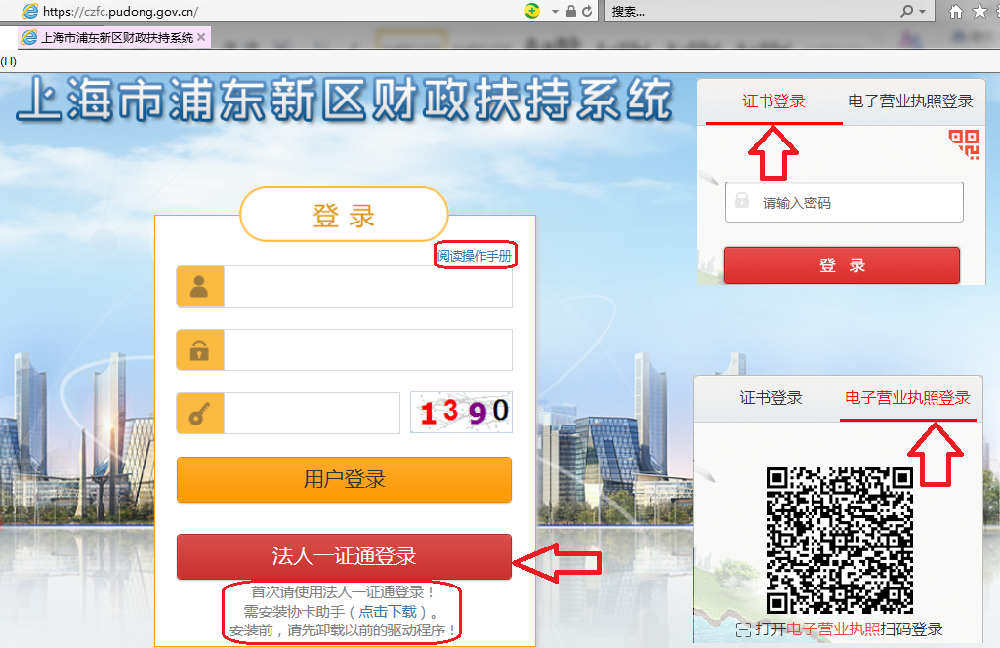 https://czfc.pudong.gov.cn/
搜索...
上海市浦东新区财政扶持系统
(H)
上海市浦东新区财政扶持系统
登 录
阅读操作手册
1390
用户登录
法人一证通登录
首次请使用法人一证通登录！
需安装协卡助手（点击下载）。
安装前，请先卸载以前的驱动程序！
证书登录 电子营业执照登录
请输入密码
登 录
证书登录 电子营业执照登录
打开电子营业执照扫码登录